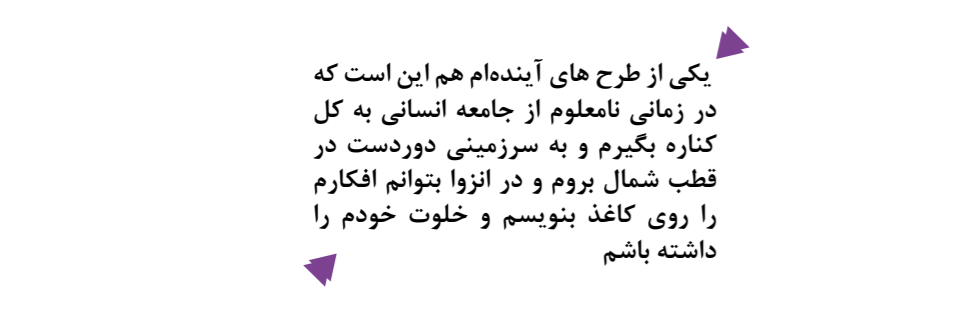 یکی از طرح های آینده‌ام هم این است که
در زمانی نامعلوم از جامعه انسانی به کل
کناره بگیرم و به سرزمینی دوردست در
قطب شمال بروم و در انزوا بتوانم افکارم
را روی کاغذ بنویسم و خلوت خودم را
داشته باشم